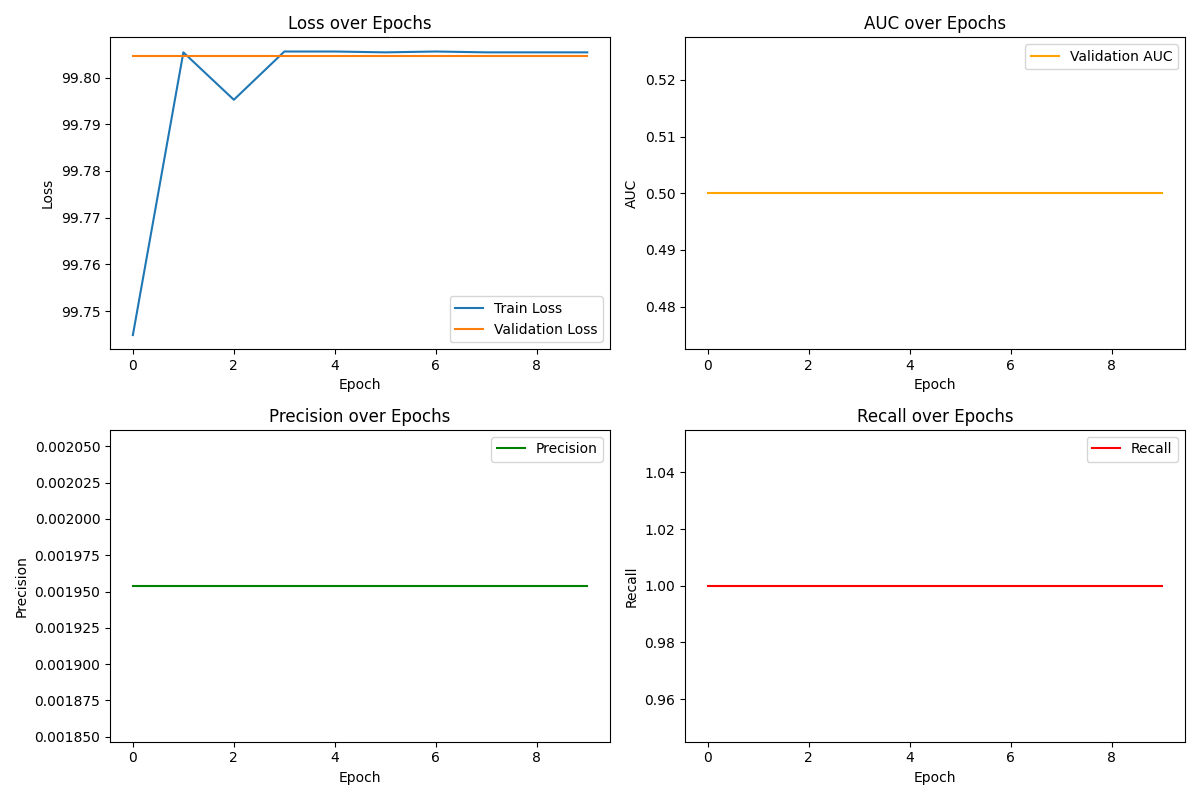 Loss over Epochs
Loss
99.80
99.79
99.78
99.77
99.76
99.75
Train Loss
Validation Loss
0 2 4 6 8
Epoch
AUC over Epochs
AUC
0.52
0.51
0.50
0.49
0.48
Validation AUC
0 2 4 6 8
Epoch
Precision over Epochs
Precision
0.002050
0.002025
0.002000
0.001975
0.001950
0.001925
0.001900
0.001875
0.001850
Precision
0 2 4 6 8
Epoch
Recall over Epochs
Recall
1.04
1.02
1.00
0.98
0.96
Recall
0 2 4 6 8
Epoch